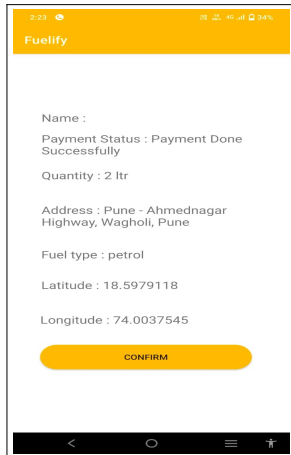 2:23
4G 34%
Fuelify
Name :
Payment Status : Payment Done
Successfully
Quantity : 2 ltr
Address : Pune - Ahmednagar
Highway, Wagholi, Pune
Fuel type : petrol
Latitude : 18.5979118
Longitude : 74.0037545
CONFIRM